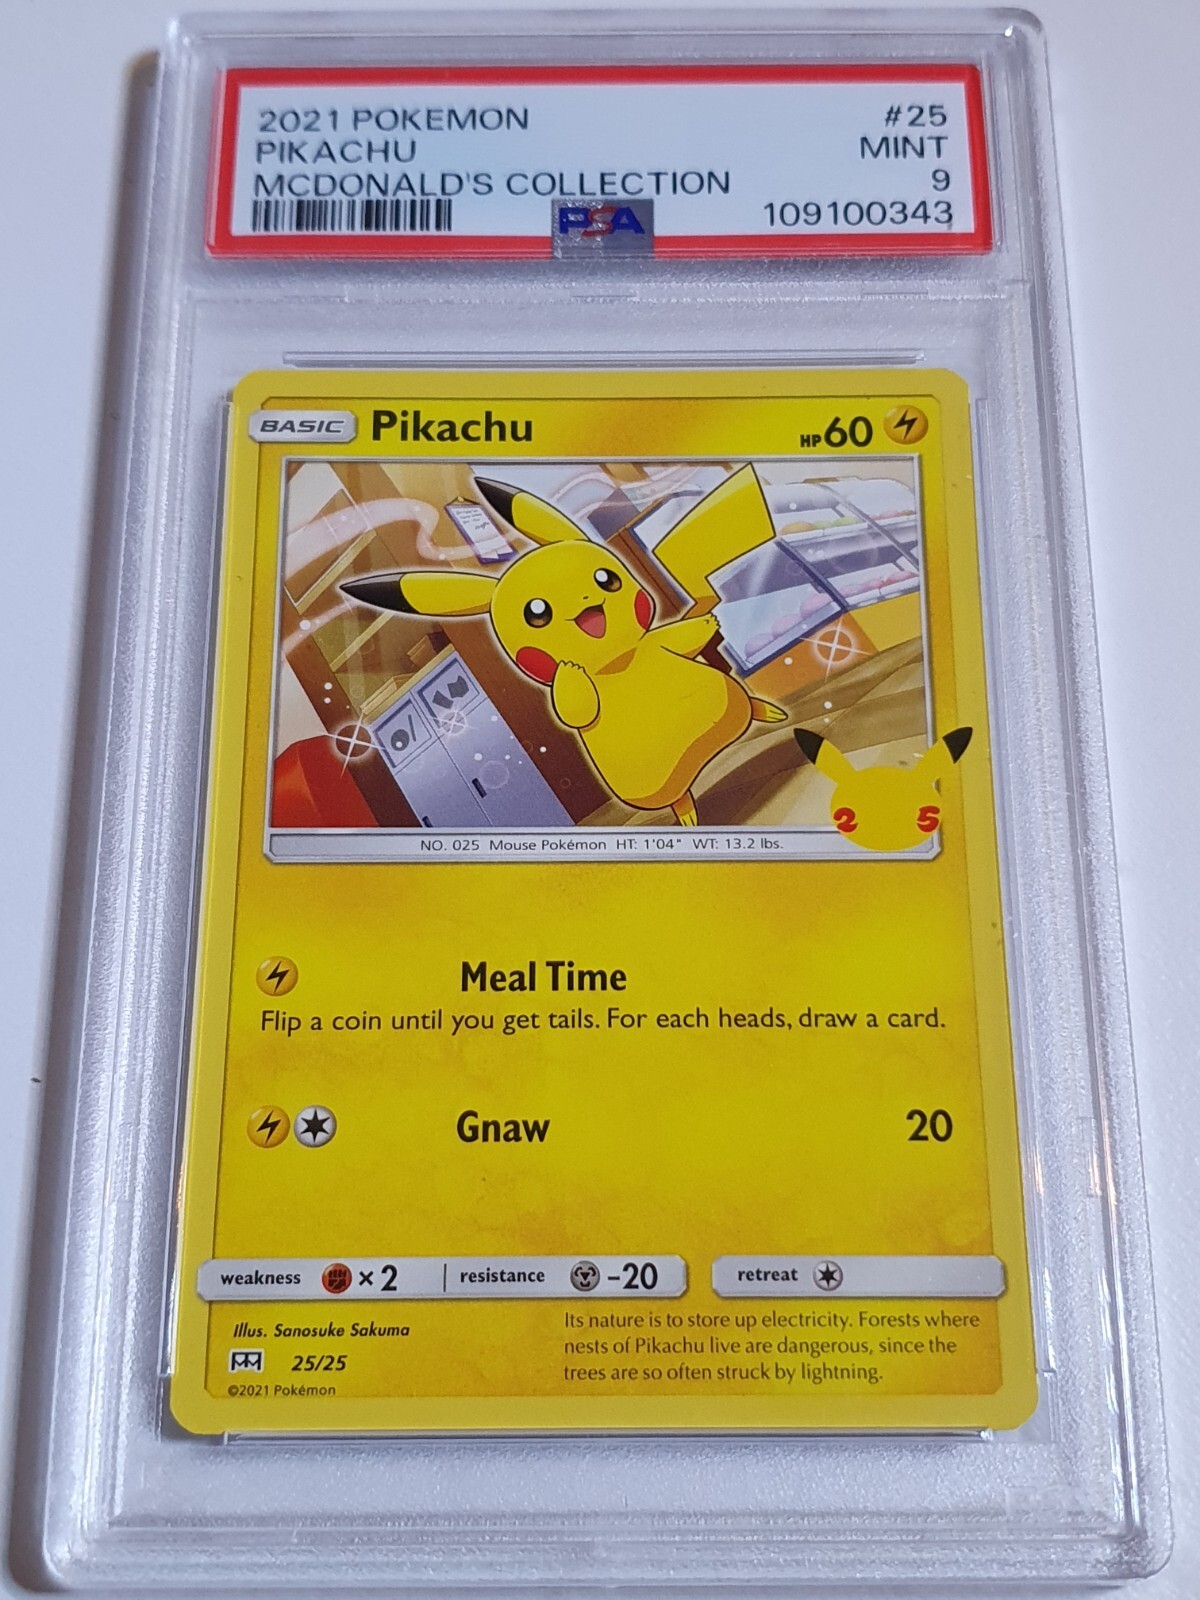 2021 POKEMON #25
PIKACHU MINT
MCDONALD'S COLLECTION 9
PSA 109100343
BASIC Pikachu HP 60
25
NO. 025 Mouse Pokémon HT: 1'04" WT: 13.2 lbs.
Meal Time
Flip a coin until you get tails. For each heads, draw a card.
Gnaw 20
weakness ×2 resistance -20 retreat
Illus. Sanosuke Sakuma
25/25
©2021 Pokémon
Its nature is to store up electricity. Forests where
nests of Pikachu live are dangerous, since the
trees are so often struck by lightning.